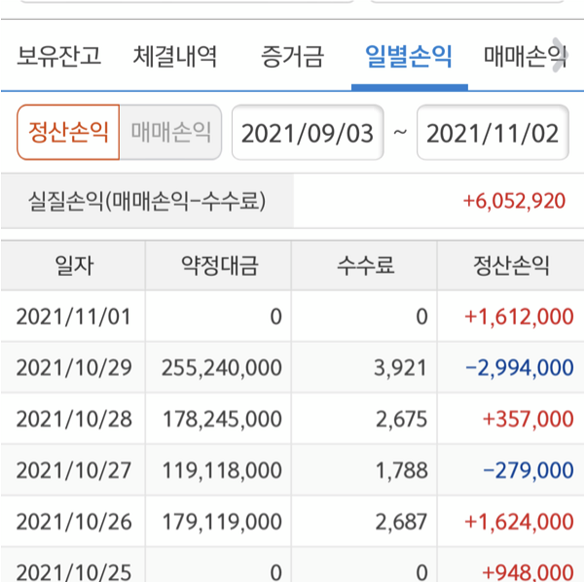 보유잔고 체결내역 증거금 일별손익 매매손익
정산손익 매매손익 2021/09/03 ~ 2021/11/02
실질손익(매매손익-수수료) +6,052,920
일자 약정대금 수수료 정산손익
2021/11/01 0 0 +1,612,000
2021/10/29 255,240,000 3,921 -2,994,000
2021/10/28 178,245,000 2,675 +357,000
2021/10/27 119,118,000 1,788 -279,000
2021/10/26 179,119,000 2,687 +1,624,000
2021/10/25 0 0 +948,000